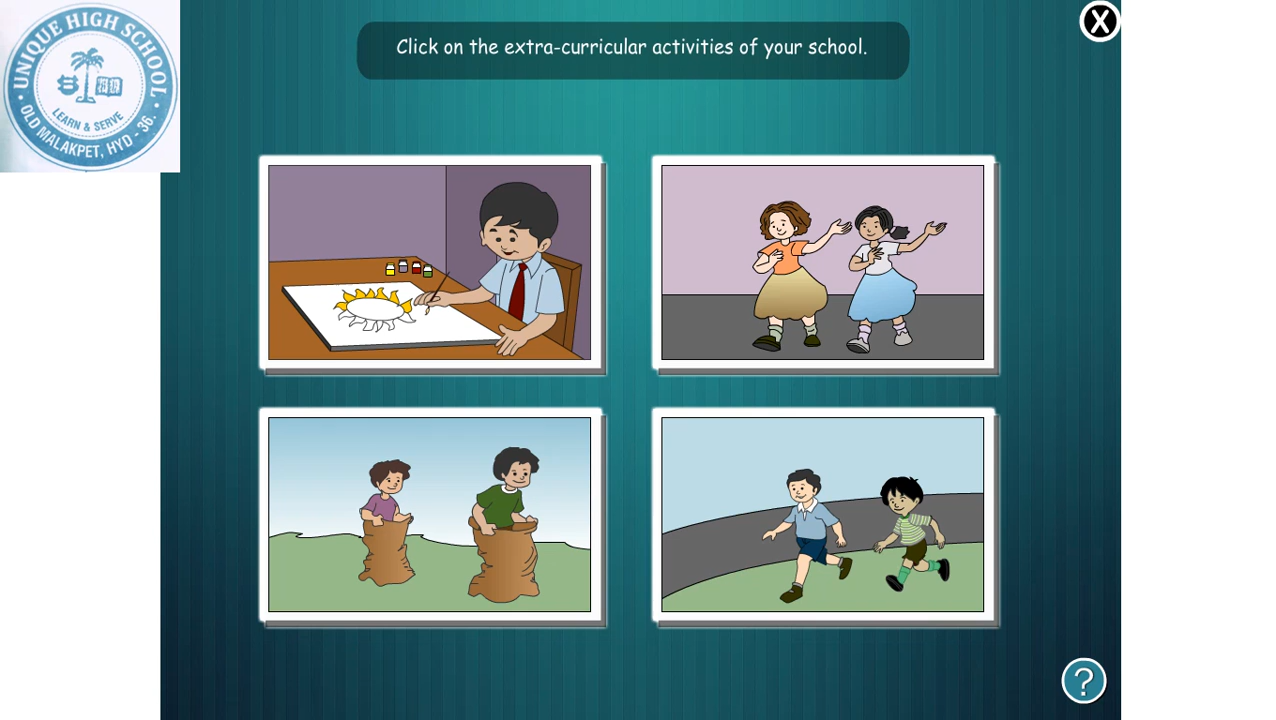 UNIQUE HIGH SCHOOL
LEARN & SERVE
OLD MALAKPET, HYD - 36.
Click on the extra-curricular activities of your school.
X
?